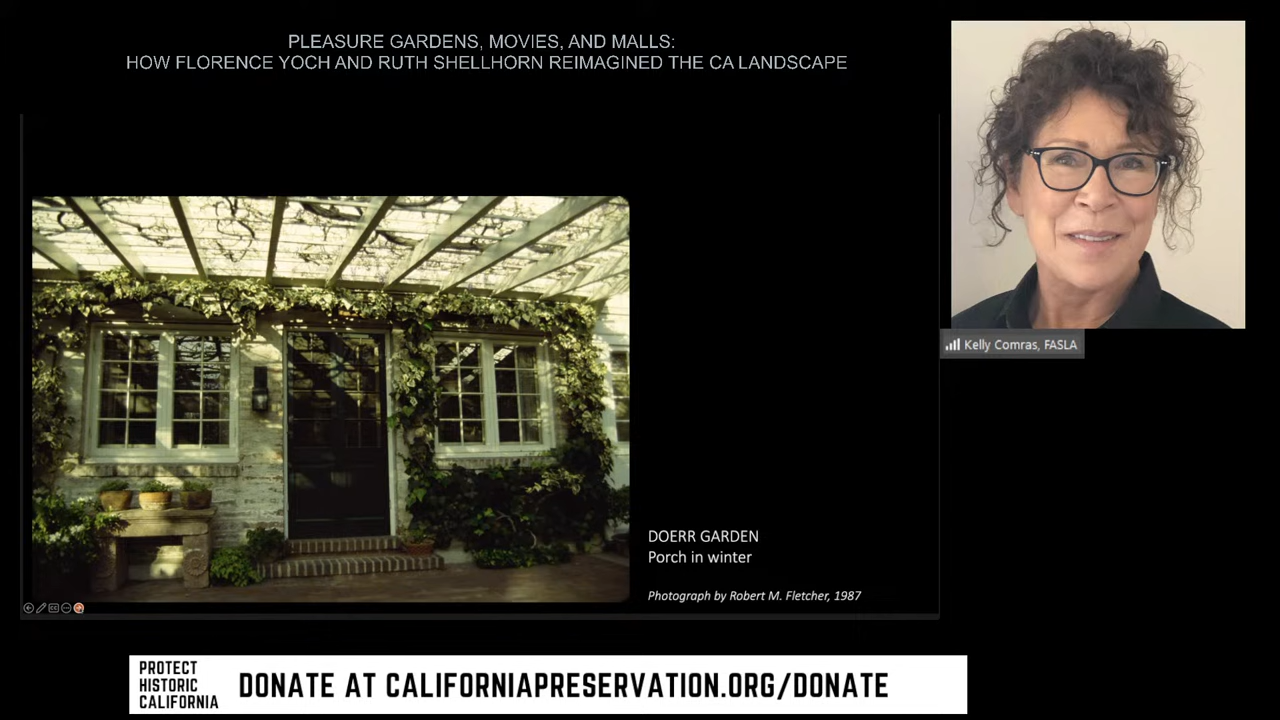 PLEASURE GARDENS, MOVIES, AND MALLS:
HOW FLORENCE YOCH AND RUTH SHELLHORN REIMAGINED THE CA LANDSCAPE
Kelly Comras, FASLA
DOERR GARDEN
Porch in winter
Photograph by Robert M. Fletcher, 1987
PROTECT
HISTORIC
CALIFORNIA
DONATE AT CALIFORNIAPRESERVATION.ORG/DONATE